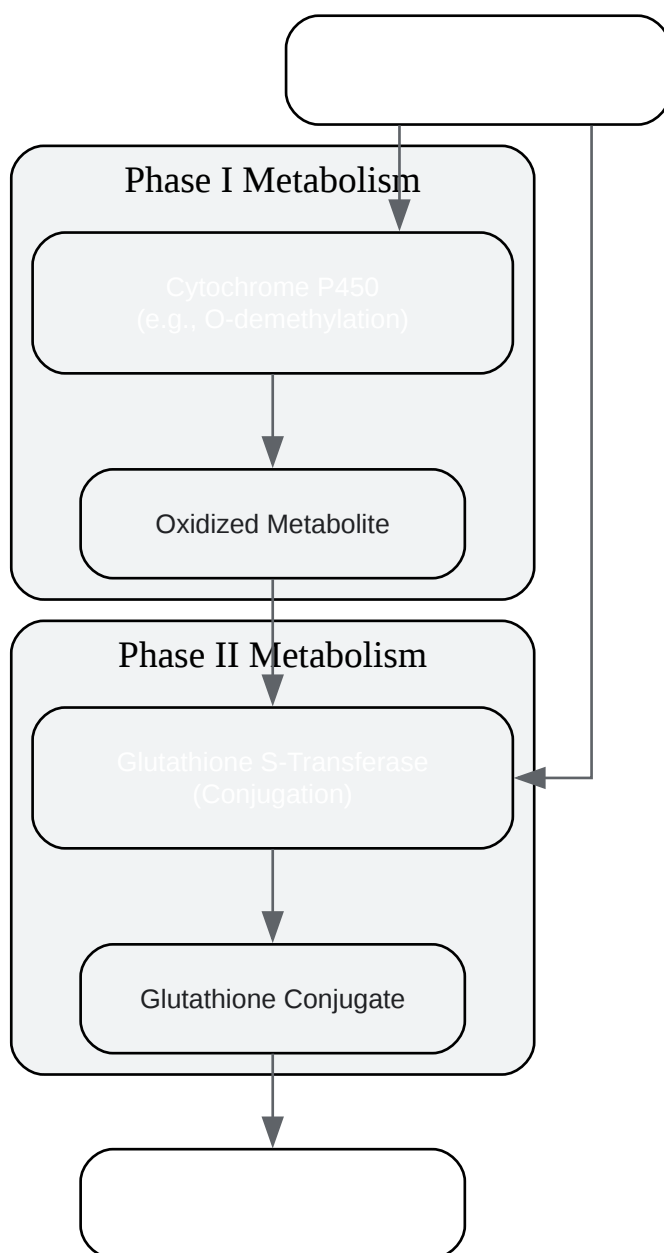 Phase I Metabolism
Cytochrome P450
(e.g., O-demethylation)
Oxidized Metabolite
Phase II Metabolism
Glutathione S-Transferase
(Conjugation)
Glutathione Conjugate